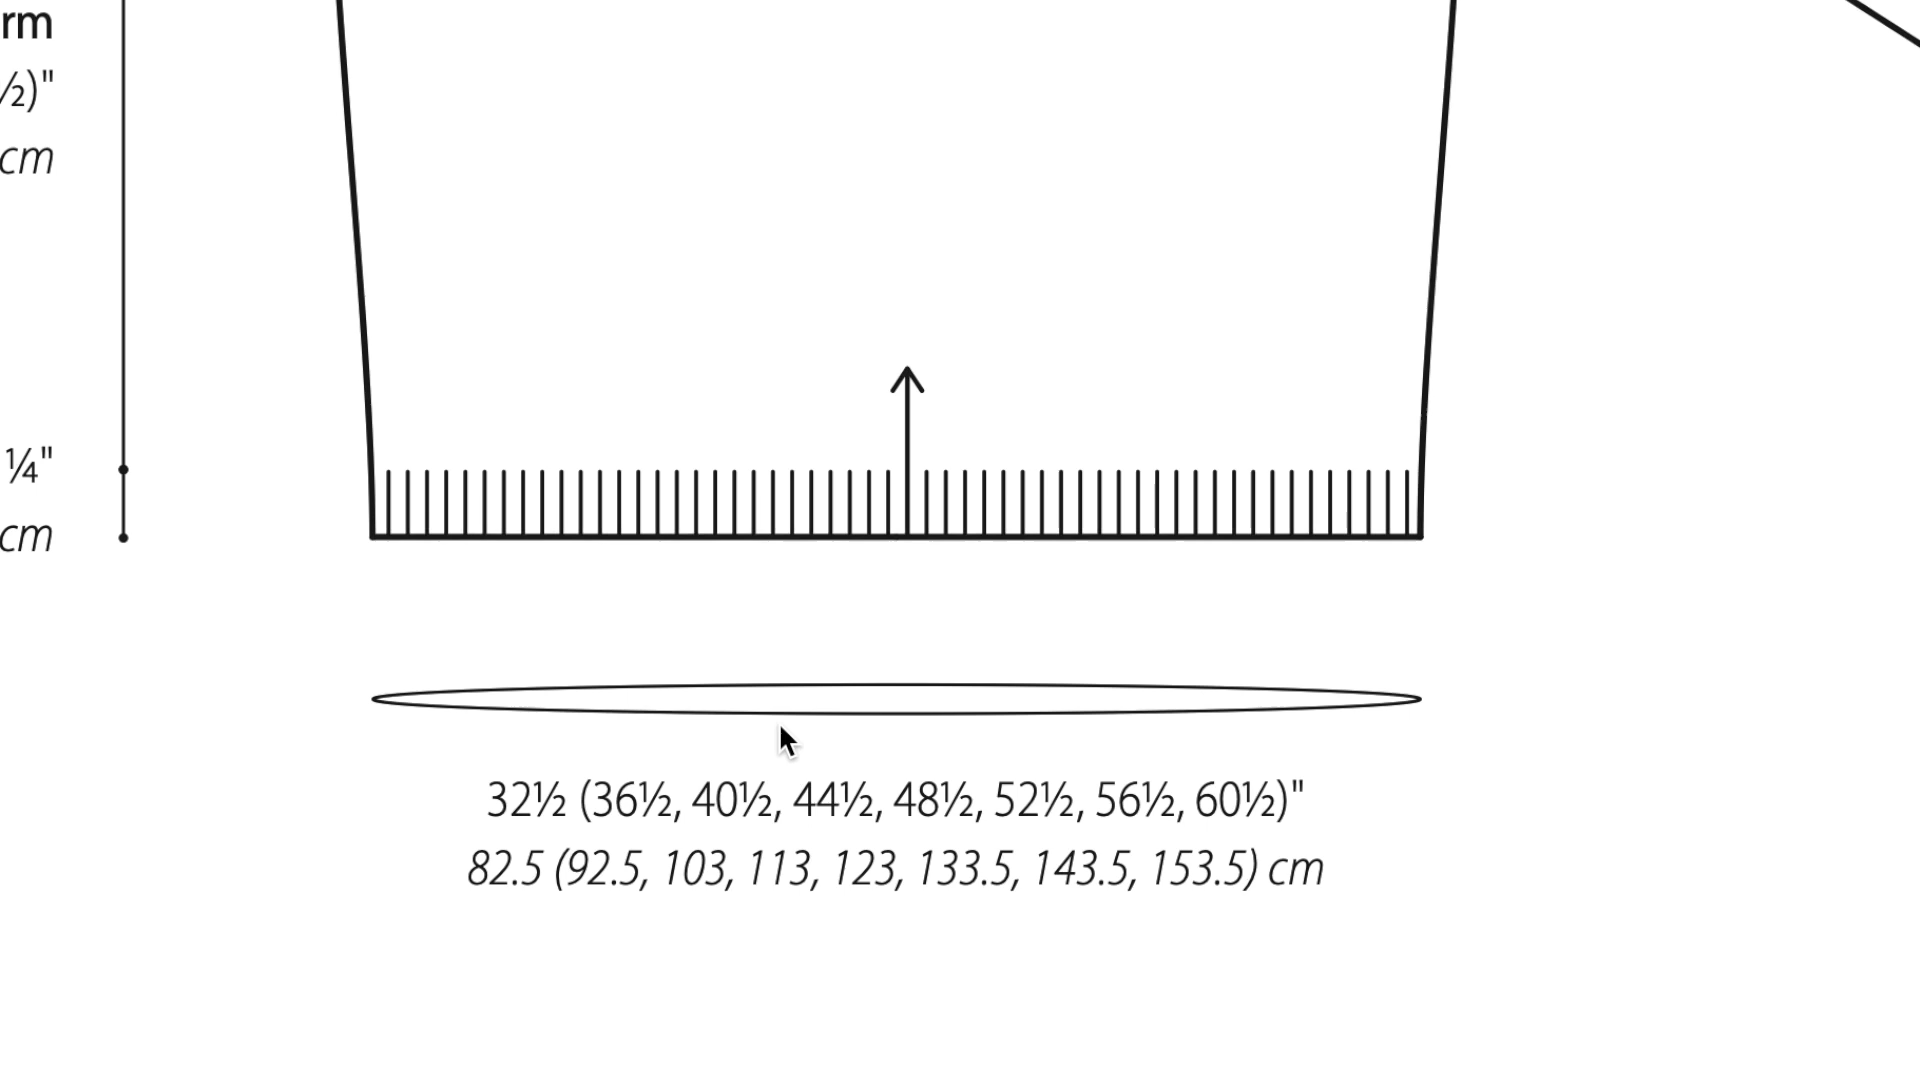 rm
½)"
cm
¼"
cm
32½ (36½, 40½, 44½, 48½, 52½, 56½, 60½)"
82.5 (92.5, 103, 113, 123, 133.5, 143.5, 153.5) cm